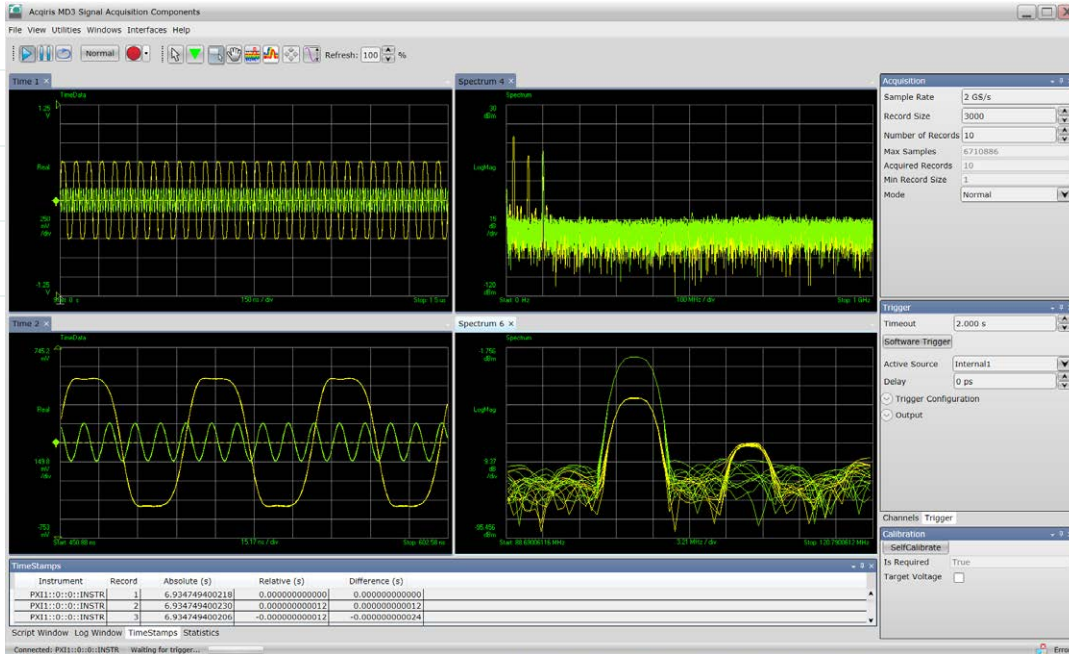 Acqiris MD3 Signal Acquisition Components
File View Utilities Windows Interfaces Help
Normal Refresh: 100 %
Time 1 ×
TimeData
1.25
V
Real
250
mV
/div
-1.25
V
150 ns / div
Stop 1.5 us
Spectrum 4 ×
Spectrum
dBm
LogMag
15
dB
/div
-120
dBm
Start 0 Hz
100 MHz / div
Stop 1 GHz
Time 2 ×
TimeData
745.2
mV
Real
mV
/div
-753
mV
Start 450.88 ns
15.17 ns / div
Stop 602.58 ns
Spectrum 6 ×
Spectrum
-1.756
dBm
LogMag
9.37
dB
/div
-95.456
dBm
3.21 MHz / div
Acquisition
Sample Rate 2 GS/s
Record Size 3000
Number of Records 10
Max Samples 6710886
Acquired Records 10
Min Record Size 1
Mode Normal
Trigger
Timeout 2.000 s
Software Trigger
Active Source Internal1
Delay 0 ps
Trigger Configuration
Output
Channels Trigger
Calibration
SelfCalibrate
Is Required True
Target Voltage
TimeStamps
Instrument Record Absolute (s) Relative (s) Difference (s)
PXI1::0::0::INSTR 1 6.934749400218 0.000000000000 0.000000000000
PXI1::0::0::INSTR 2 6.934749400230 0.000000000012 0.000000000012
PXI1::0::0::INSTR 3 6.934749400206 -0.000000000012 -0.000000000024
Script Window Log Window TimeStamps Statistics
Connected: PXI1::0::0::INSTR Waiting for trigger...